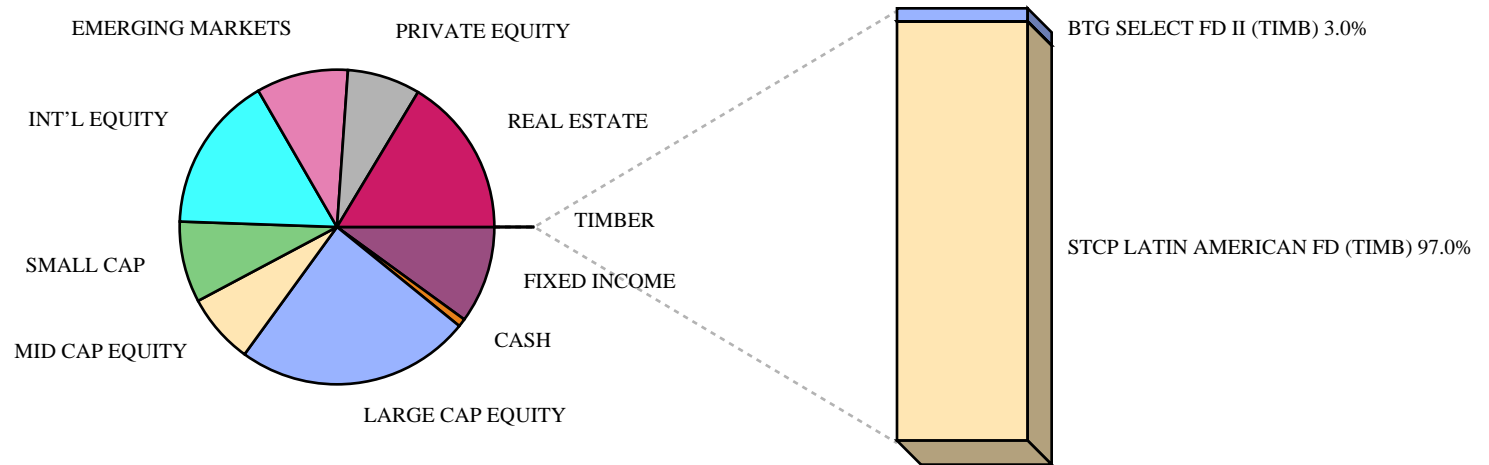 EMERGING MARKETS
PRIVATE EQUITY
BTG SELECT FD II (TIMB) 3.0%
INT'L EQUITY
REAL ESTATE
TIMBER
STCP LATIN AMERICAN FD (TIMB) 97.0%
SMALL CAP
FIXED INCOME
MID CAP EQUITY
CASH
LARGE CAP EQUITY